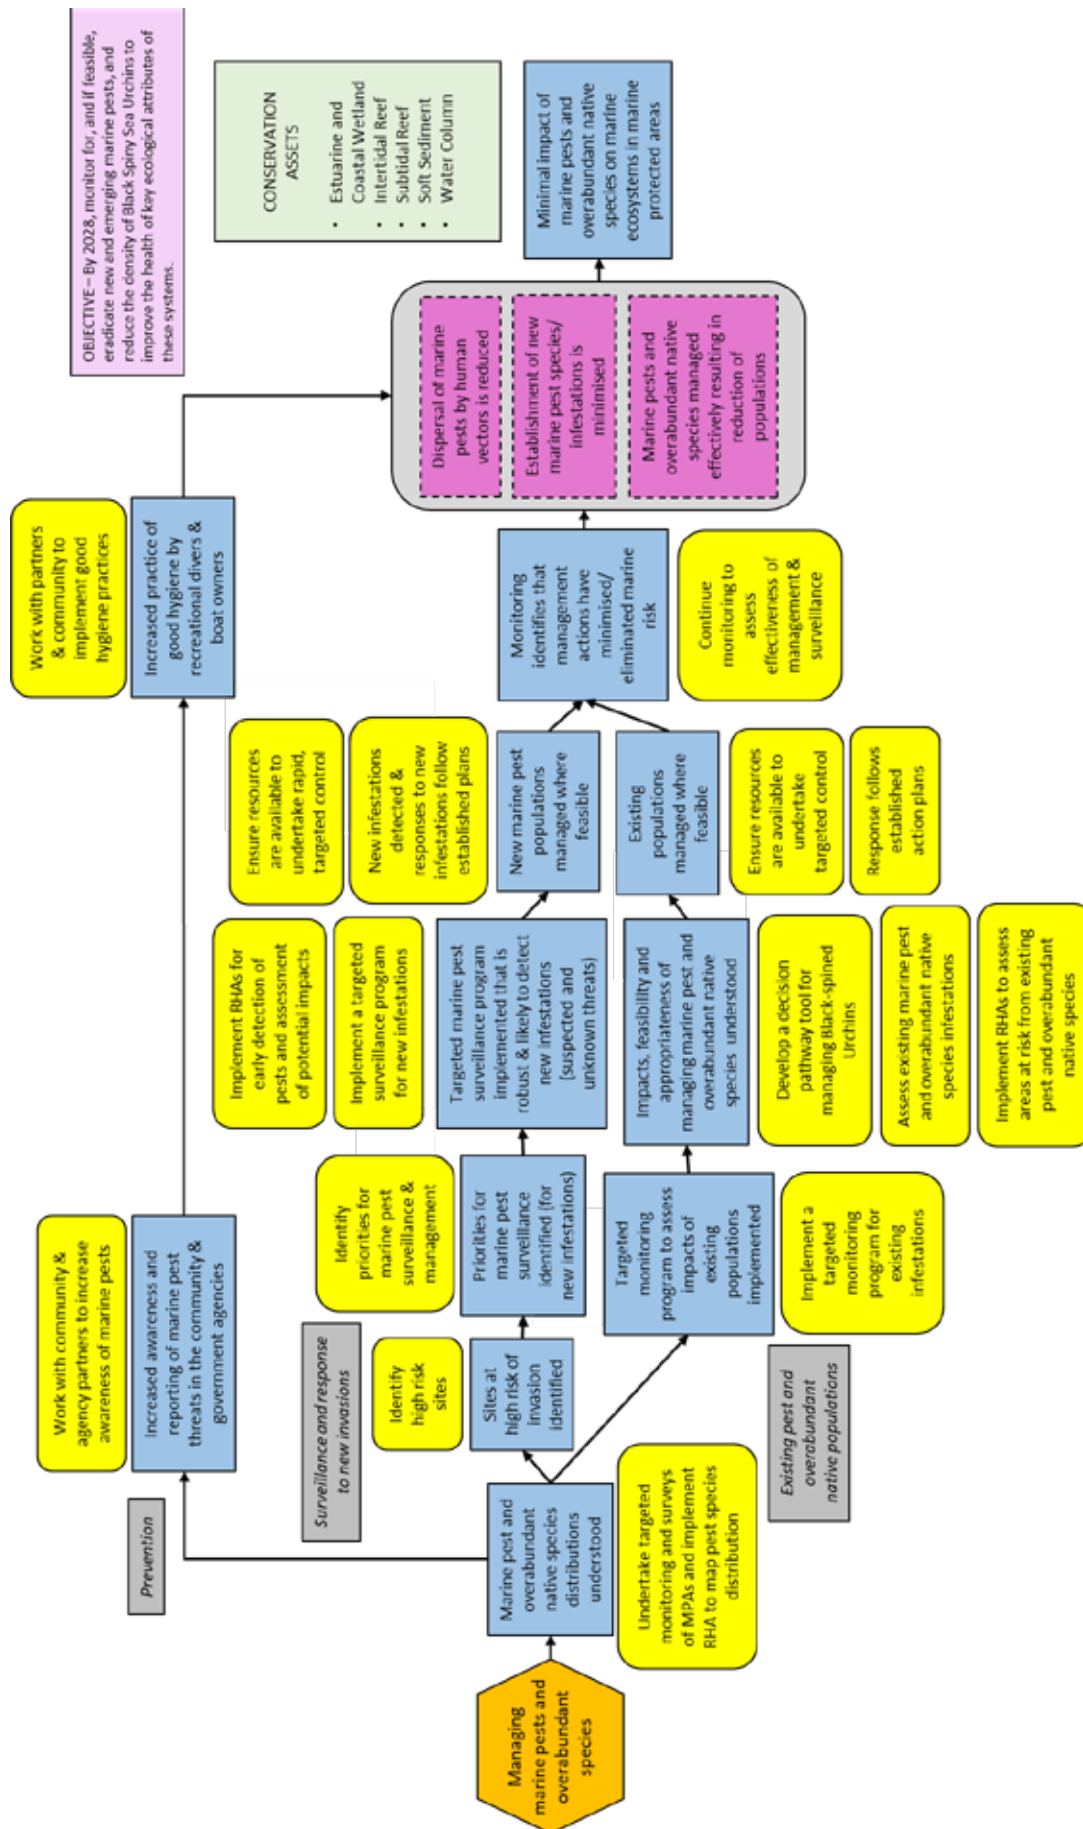 OBJECTIVE – By 2028, monitor for, and if feasible,
eradicate new and emerging marine pests, and
reduce the density of Black Spiny Sea Urchins to
improve the health of key ecological attributes of
these systems.
Work with community &
agency partners to increase
awareness of marine pests
Work with partners
& community to
implement good
hygiene practices
Prevention
Increased awareness and
reporting of marine pest
threats in the community &
government agencies
Increased practice of
good hygiene by
recreational divers &
boat owners
Surveillance and response
to new invasions
Identify
high risk
sites
Identify
priorities for
marine pest
surveillance &
management
Implement RHAs for
early detection of
pests and assessment
of potential impacts
Implement a targeted
surveillance program
for new infestations
Ensure resources
are available to
undertake rapid,
targeted control
New infestations
detected &
responses to new
infestations follow
established plans
CONSERVATION
ASSETS
• Estuarine and
Coastal Wetland
• Intertidal Reef
• Subtidal Reef
• Soft Sediment
• Water Column
Managing
marine pests and
overabundant
species
Marine pest and
overabundant
native species
distributions
understood
Sites at
high risk of
invasion
identified
Priorities for
marine pest
surveillance
identified (for
new infestations)
Targeted marine pest
surveillance program
implemented that is
robust & likely to detect
new infestations
(suspected and
unknown threats)
New marine pest
populations
managed where
feasible
Monitoring
identifies that
management
actions have
minimised/
eliminated marine
risk
Dispersal of marine
pests by human
vectors is reduced
Establishment of new
marine pest species/
infestations is
minimised
Marine pests and
overabundant native
species managed
effectively resulting in
reduction of
populations
Minimal impact of
marine pests and
overabundant native
species on marine
ecosystems in marine
protected areas
Targeted
monitoring
program to assess
impacts of
existing
populations
implemented
Impacts, feasibility and
appropriateness of
managing marine pest and
overabundant native
species understood
Existing
populations
managed where
feasible
Undertake targeted
monitoring and surveys
of MPAs and implement
RHA to map pest species
distribution
Existing pest and
overabundant
native populations
Implement a
targeted
monitoring
program for
existing
infestations
Develop a decision
pathway tool for
managing Black-spined
Urchins
Assess existing marine pest
and overabundant native
species infestations
Implement RHAs to assess
areas at risk from existing
pest and overabundant
native species
Ensure resources
are available to
undertake
targeted control
Response follows
established
action plans
Continue
monitoring to
assess
effectiveness of
management &
surveillance